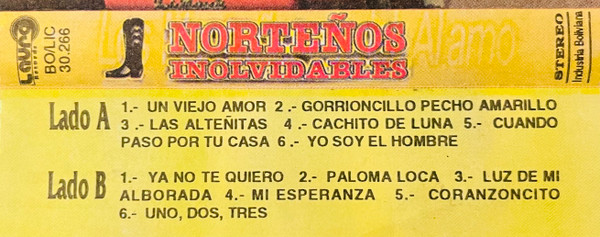 Lauro
records
BO/LIC
30.266
NORTEÑOS
INOLVIDABLES
STEREO
Industria Boliviana
Lado A 1.- UN VIEJO AMOR 2.- GORRIONCILLO PECHO AMARILLO
3.- LAS ALTEÑITAS 4.- CACHITO DE LUNA 5.- CUANDO
PASO POR TU CASA 6.- YO SOY EL HOMBRE
Lado B 1.- YA NO TE QUIERO 2.- PALOMA LOCA 3.- LUZ DE MI
ALBORADA 4.- MI ESPERANZA 5.- CORANZONCITO
6.- UNO, DOS, TRES